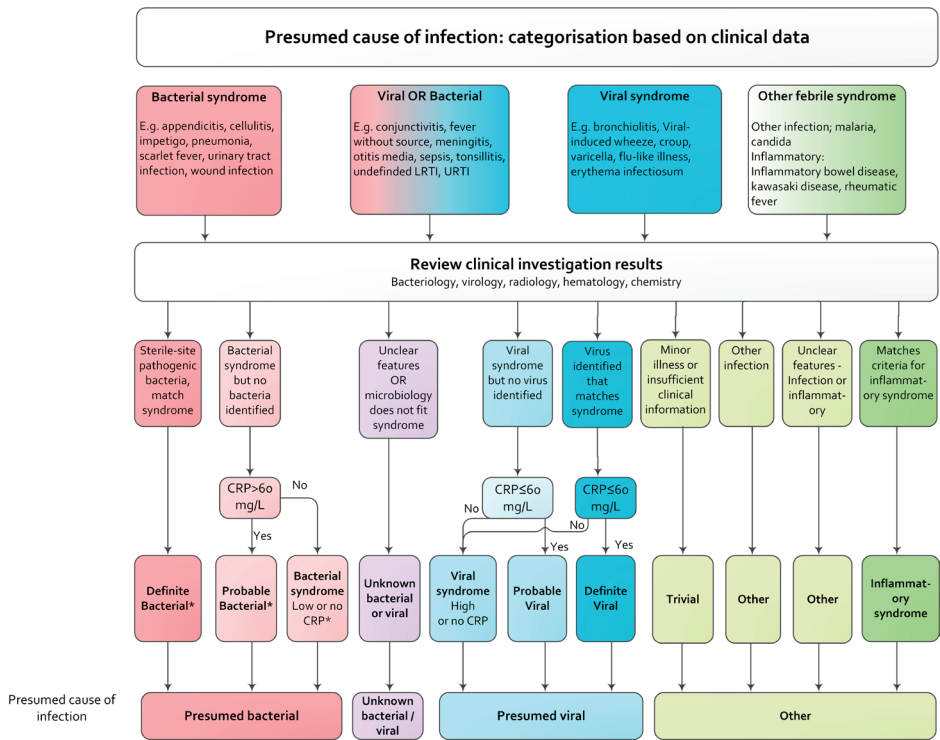 Presumed cause of infection: categorisation based on clinical data
Bacterial syndrome
E.g. appendicitis, cellulitis,
impetigo, pneumonia,
scarlet fever, urinary tract
infection, wound infection
Viral OR Bacterial
E.g. conjunctivitis, fever
without source, meningitis,
otitis media, sepsis, tonsillitis,
undefinded LRTI, URTI
Viral syndrome
E.g. bronchiolitis, Viral-
induced wheeze, croup,
varicella, flu-like illness,
erythema infectiosum
Other febrile syndrome
Other infection; malaria,
candida
Inflammatory:
Inflammatory bowel disease,
kawasaki disease, rheumatic
fever
Review clinical investigation results
Bacteriology, virology, radiology, hematology, chemistry
Sterile-site
pathogenic
bacteria,
match
syndrome
Bacterial
syndrome
but no
bacteria
identified
Unclear
features
OR
microbiology
does not fit
syndrome
Viral
syndrome
but no virus
identified
Virus
identified
that
matches
syndrome
Minor
illness or
insufficient
clinical
information
Other
infection
Unclear
features -
Infection or
inflammat-
ory
Matches
criteria for
inflammat-
ory syndrome
CRP>60
mg/L
No
Yes
CRP≤60
mg/L
No
Yes
CRP≤60
mg/L
No
Yes
Definite
Bacterial*
Probable
Bacterial*
Bacterial
syndrome
Low or no
CRP*
Unknown
bacterial
or viral
Viral
syndrome
High
or no CRP
Probable
Viral
Definite
Viral
Trivial
Other
Other
Inflammat-
ory
syndrome
Presumed cause of
infection
Presumed bacterial
Unknown
bacterial /
viral
Presumed viral
Other